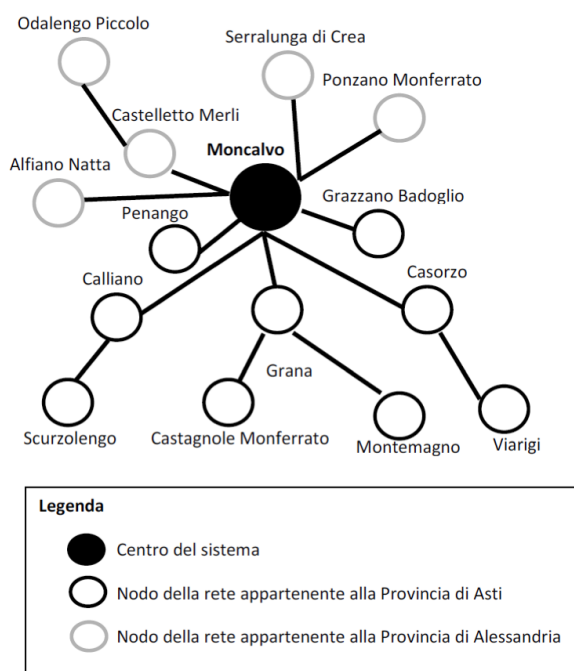 Odalengo Piccolo
Serralunga di Crea
Ponzano Monferrato
Castelletto Merli
Moncalvo
Alfiano Natta
Grazzano Badoglio
Penango
Calliano
Casorzo
Grana
Scurzolengo
Castagnole Monferrato
Montemagno
Viarigi
Legenda
Centro del sistema
Nodo della rete appartenente alla Provincia di Asti
Nodo della rete appartenente alla Provincia di Alessandria